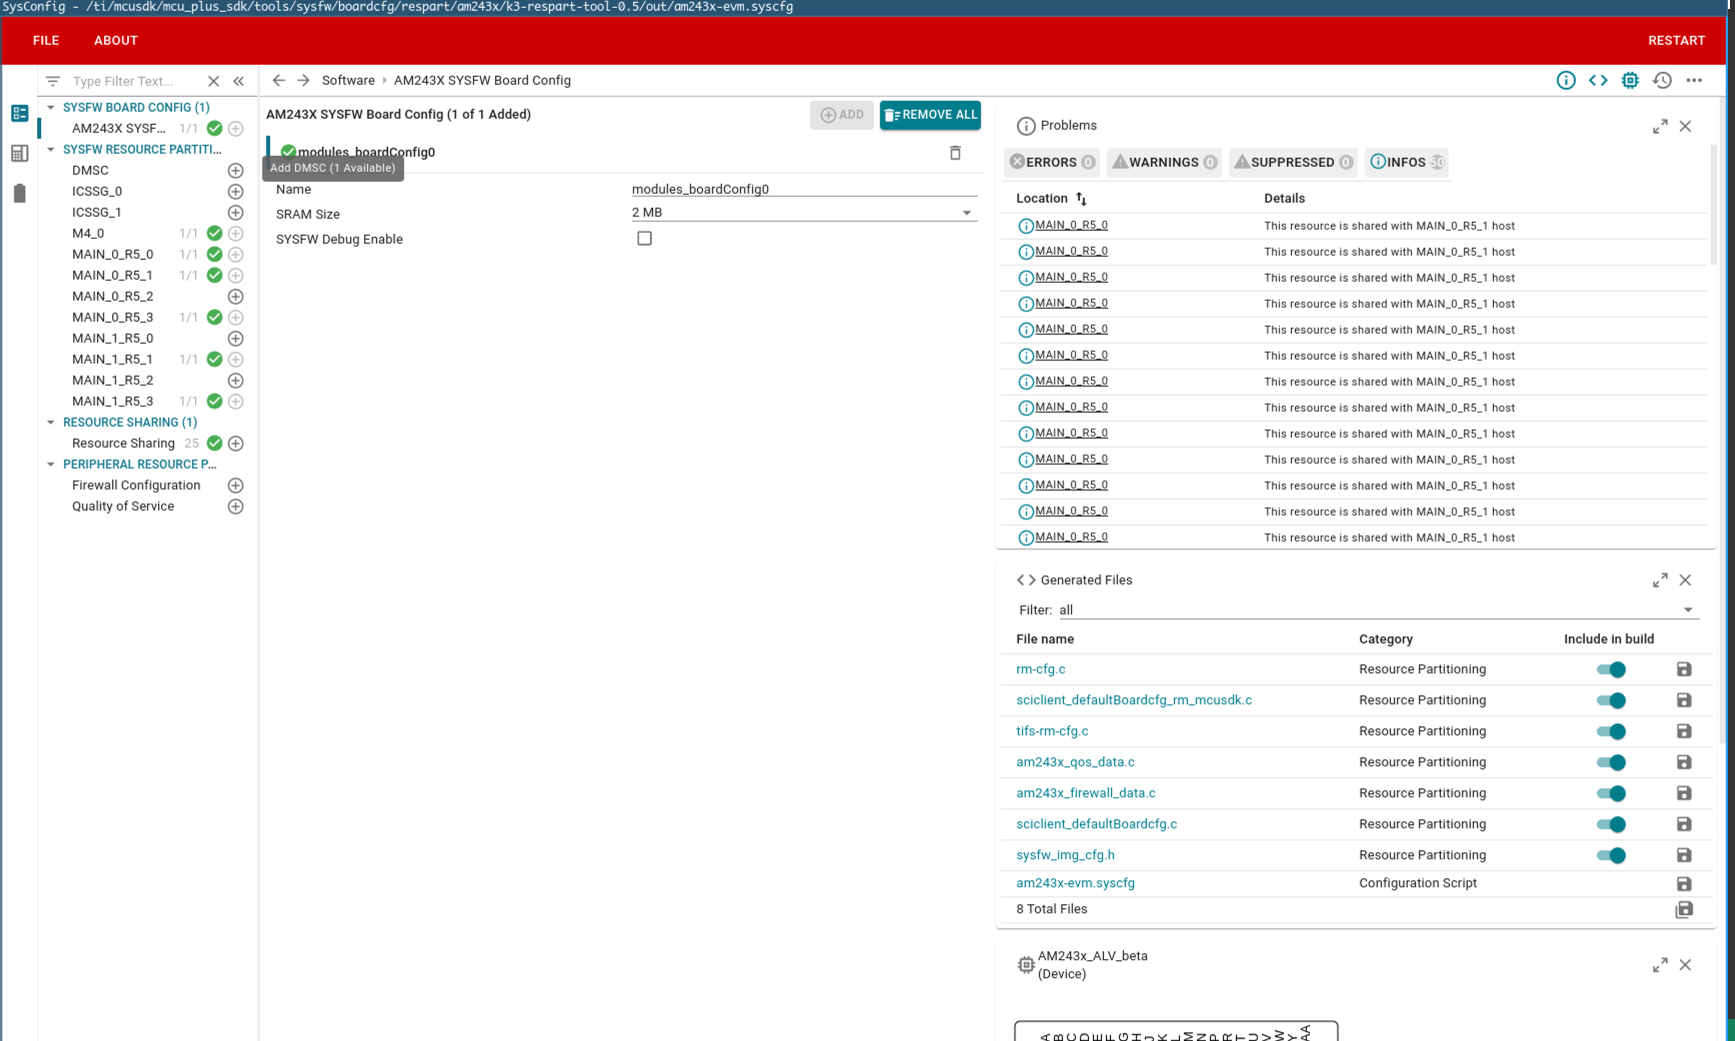 SysConfig - /ti/mcusdk/mcu_plus_sdk/tools/sysfw/boardcfg/respart/am243x/k3-respart-tool-0.5/out/am243x-evm.syscfg
FILE ABOUT RESTART
Type Filter Text...
Software › AM243X SYSFW Board Config
SYSFW BOARD CONFIG (1)
AM243X SYSF... 1/1
SYSFW RESOURCE PARTITI...
DMSC
ICSSG_0
ICSSG_1
M4_0 1/1
MAIN_0_R5_0 1/1
MAIN_0_R5_1 1/1
MAIN_0_R5_2
MAIN_0_R5_3 1/1
MAIN_1_R5_0
MAIN_1_R5_1 1/1
MAIN_1_R5_2
MAIN_1_R5_3 1/1
RESOURCE SHARING (1)
Resource Sharing 25
PERIPHERAL RESOURCE P...
Firewall Configuration
Quality of Service
AM243X SYSFW Board Config (1 of 1 Added)
ADD
REMOVE ALL
modules_boardConfig0
Add DMSC (1 Available)
Name modules_boardConfig0
SRAM Size 2 MB
SYSFW Debug Enable
Problems
ERRORS 0 WARNINGS 0 SUPPRESSED 0 INFOS 50
Location Details
MAIN_0_R5_0 This resource is shared with MAIN_0_R5_1 host
MAIN_0_R5_0 This resource is shared with MAIN_0_R5_1 host
MAIN_0_R5_0 This resource is shared with MAIN_0_R5_1 host
MAIN_0_R5_0 This resource is shared with MAIN_0_R5_1 host
MAIN_0_R5_0 This resource is shared with MAIN_0_R5_1 host
MAIN_0_R5_0 This resource is shared with MAIN_0_R5_1 host
MAIN_0_R5_0 This resource is shared with MAIN_0_R5_1 host
MAIN_0_R5_0 This resource is shared with MAIN_0_R5_1 host
MAIN_0_R5_0 This resource is shared with MAIN_0_R5_1 host
MAIN_0_R5_0 This resource is shared with MAIN_0_R5_1 host
MAIN_0_R5_0 This resource is shared with MAIN_0_R5_1 host
MAIN_0_R5_0 This resource is shared with MAIN_0_R5_1 host
MAIN_0_R5_0 This resource is shared with MAIN_0_R5_1 host
Generated Files
Filter: all
File name Category Include in build
rm-cfg.c Resource Partitioning
sciclient_defaultBoardcfg_rm_mcusdk.c Resource Partitioning
tifs-rm-cfg.c Resource Partitioning
am243x_qos_data.c Resource Partitioning
am243x_firewall_data.c Resource Partitioning
sciclient_defaultBoardcfg.c Resource Partitioning
sysfw_img_cfg.h Resource Partitioning
am243x-evm.syscfg Configuration Script
8 Total Files
AM243x_ALV_beta
(Device)
A B C D E F G H J K L M N P R T U V W Y AA